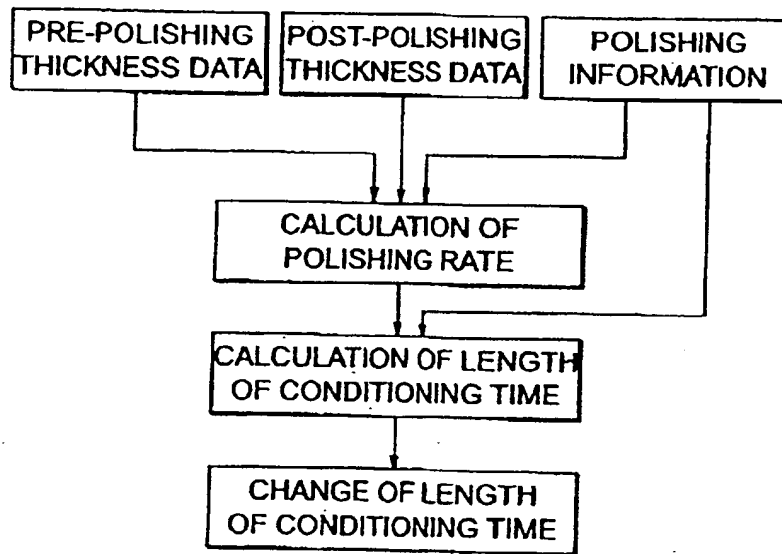 PRE-POLISHING
THICKNESS DATA
POST-POLISHING
THICKNESS DATA
POLISHING
INFORMATION
CALCULATION OF
POLISHING RATE
CALCULATION OF LENGTH
OF CONDITIONING TIME
CHANGE OF LENGTH
OF CONDITIONING TIME